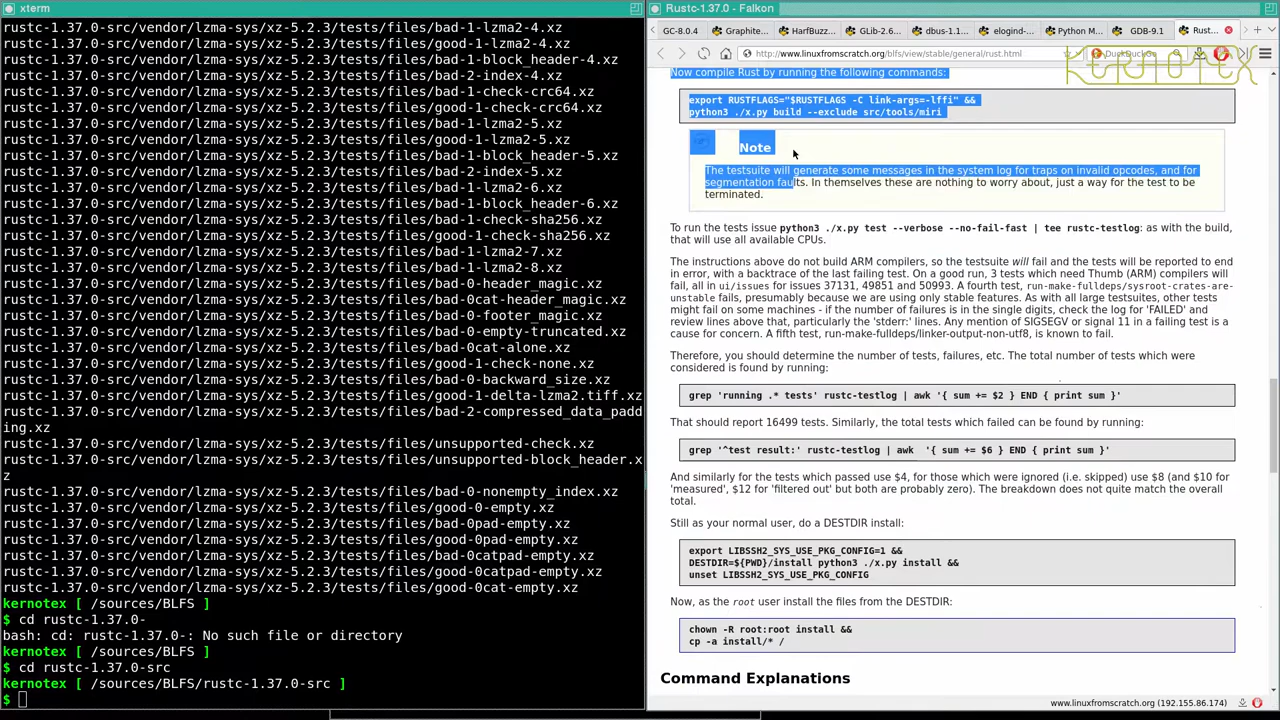 xterm
rustc-1.37.0-src/vendor/lzma-sys/xz-5.2.3/tests/files/bad-1-lzma2-4.xz
rustc-1.37.0-src/vendor/lzma-sys/xz-5.2.3/tests/files/good-1-lzma2-4.xz
rustc-1.37.0-src/vendor/lzma-sys/xz-5.2.3/tests/files/bad-1-block_header-4.xz
rustc-1.37.0-src/vendor/lzma-sys/xz-5.2.3/tests/files/bad-2-index-4.xz
rustc-1.37.0-src/vendor/lzma-sys/xz-5.2.3/tests/files/bad-1-check-crc64.xz
rustc-1.37.0-src/vendor/lzma-sys/xz-5.2.3/tests/files/good-1-check-crc64.xz
rustc-1.37.0-src/vendor/lzma-sys/xz-5.2.3/tests/files/bad-1-lzma2-5.xz
rustc-1.37.0-src/vendor/lzma-sys/xz-5.2.3/tests/files/good-1-lzma2-5.xz
rustc-1.37.0-src/vendor/lzma-sys/xz-5.2.3/tests/files/bad-1-block_header-5.xz
rustc-1.37.0-src/vendor/lzma-sys/xz-5.2.3/tests/files/bad-2-index-5.xz
rustc-1.37.0-src/vendor/lzma-sys/xz-5.2.3/tests/files/bad-1-lzma2-6.xz
rustc-1.37.0-src/vendor/lzma-sys/xz-5.2.3/tests/files/bad-1-block_header-6.xz
rustc-1.37.0-src/vendor/lzma-sys/xz-5.2.3/tests/files/bad-1-check-sha256.xz
rustc-1.37.0-src/vendor/lzma-sys/xz-5.2.3/tests/files/good-1-check-sha256.xz
rustc-1.37.0-src/vendor/lzma-sys/xz-5.2.3/tests/files/bad-1-lzma2-7.xz
rustc-1.37.0-src/vendor/lzma-sys/xz-5.2.3/tests/files/bad-1-lzma2-8.xz
rustc-1.37.0-src/vendor/lzma-sys/xz-5.2.3/tests/files/bad-0-header_magic.xz
rustc-1.37.0-src/vendor/lzma-sys/xz-5.2.3/tests/files/bad-0cat-header_magic.xz
rustc-1.37.0-src/vendor/lzma-sys/xz-5.2.3/tests/files/bad-0-footer_magic.xz
rustc-1.37.0-src/vendor/lzma-sys/xz-5.2.3/tests/files/bad-0-empty-truncated.xz
rustc-1.37.0-src/vendor/lzma-sys/xz-5.2.3/tests/files/bad-0cat-alone.xz
rustc-1.37.0-src/vendor/lzma-sys/xz-5.2.3/tests/files/good-1-check-none.xz
rustc-1.37.0-src/vendor/lzma-sys/xz-5.2.3/tests/files/bad-0-backward_size.xz
rustc-1.37.0-src/vendor/lzma-sys/xz-5.2.3/tests/files/good-1-delta-lzma2.tiff.xz
rustc-1.37.0-src/vendor/lzma-sys/xz-5.2.3/tests/files/bad-2-compressed_data_padd
ing.xz
rustc-1.37.0-src/vendor/lzma-sys/xz-5.2.3/tests/files/unsupported-check.xz
rustc-1.37.0-src/vendor/lzma-sys/xz-5.2.3/tests/files/unsupported-block_header.x
z
rustc-1.37.0-src/vendor/lzma-sys/xz-5.2.3/tests/files/bad-0-nonempty_index.xz
rustc-1.37.0-src/vendor/lzma-sys/xz-5.2.3/tests/files/good-0-empty.xz
rustc-1.37.0-src/vendor/lzma-sys/xz-5.2.3/tests/files/bad-0pad-empty.xz
rustc-1.37.0-src/vendor/lzma-sys/xz-5.2.3/tests/files/good-0pad-empty.xz
rustc-1.37.0-src/vendor/lzma-sys/xz-5.2.3/tests/files/bad-0catpad-empty.xz
rustc-1.37.0-src/vendor/lzma-sys/xz-5.2.3/tests/files/good-0catpad-empty.xz
rustc-1.37.0-src/vendor/lzma-sys/xz-5.2.3/tests/files/good-0cat-empty.xz
kernotex [ /sources/BLFS ]
$ cd rustc-1.37.0-
bash: cd: rustc-1.37.0-: No such file or directory
kernotex [ /sources/BLFS ]
$ cd rustc-1.37.0-src
kernotex [ /sources/BLFS/rustc-1.37.0-src ]
$
Rustc-1.37.0 - Falkon
GC-8.0.4
Graphite...
HarfBuzz...
GLib-2.6...
dbus-1.1...
elogind-...
Python M...
GDB-9.1
Rust...
http://www.linuxfromscratch.org/blfs/view/stable/general/rust.html
DuckDuckGo
KERNOTEX
Now compile Rust by running the following commands:
export RUSTFLAGS="$RUSTFLAGS -C link-args=-lffi" &&
python3 ./x.py build --exclude src/tools/miri
Note
The testsuite will generate some messages in the system log for traps on invalid opcodes, and for
segmentation faults. In themselves these are nothing to worry about, just a way for the test to be
terminated.
To run the tests issue python3 ./x.py test --verbose --no-fail-fast | tee rustc-testlog: as with the build,
that will use all available CPUs.
The instructions above do not build ARM compilers, so the testsuite will fail and the tests will be reported to end
in error, with a backtrace of the last failing test. On a good run, 3 tests which need Thumb (ARM) compilers will
fail, all in ui/issues for issues 37131, 49851 and 50993. A fourth test, run-make-fulldeps/sysroot-crates-are-
unstable fails, presumably because we are using only stable features. As with all large testsuites, other tests
might fail on some machines - if the number of failures is in the single digits, check the log for 'FAILED' and
review lines above that, particularly the 'stderr:' lines. Any mention of SIGSEGV or signal 11 in a failing test is a
cause for concern. A fifth test, run-make-fulldeps/linker-output-non-utf8, is known to fail.
Therefore, you should determine the number of tests, failures, etc. The total number of tests which were
considered is found by running:
grep 'running .* tests' rustc-testlog | awk '{ sum += $2 } END { print sum }'
That should report 16499 tests. Similarly, the total tests which failed can be found by running:
grep '^test result:' rustc-testlog | awk  '{ sum += $6 } END { print sum }'
And similarly for the tests which passed use $4, for those which were ignored (i.e. skipped) use $8 (and $10 for
'measured', $12 for 'filtered out' but both are probably zero). The breakdown does not quite match the overall
total.
Still as your normal user, do a DESTDIR install:
export LIBSSH2_SYS_USE_PKG_CONFIG=1 &&
DESTDIR=${PWD}/install python3 ./x.py install &&
unset LIBSSH2_SYS_USE_PKG_CONFIG
Now, as the root user install the files from the DESTDIR:
chown -R root:root install &&
cp -a install/* /
Command Explanations
www.linuxfromscratch.org (192.155.86.174)